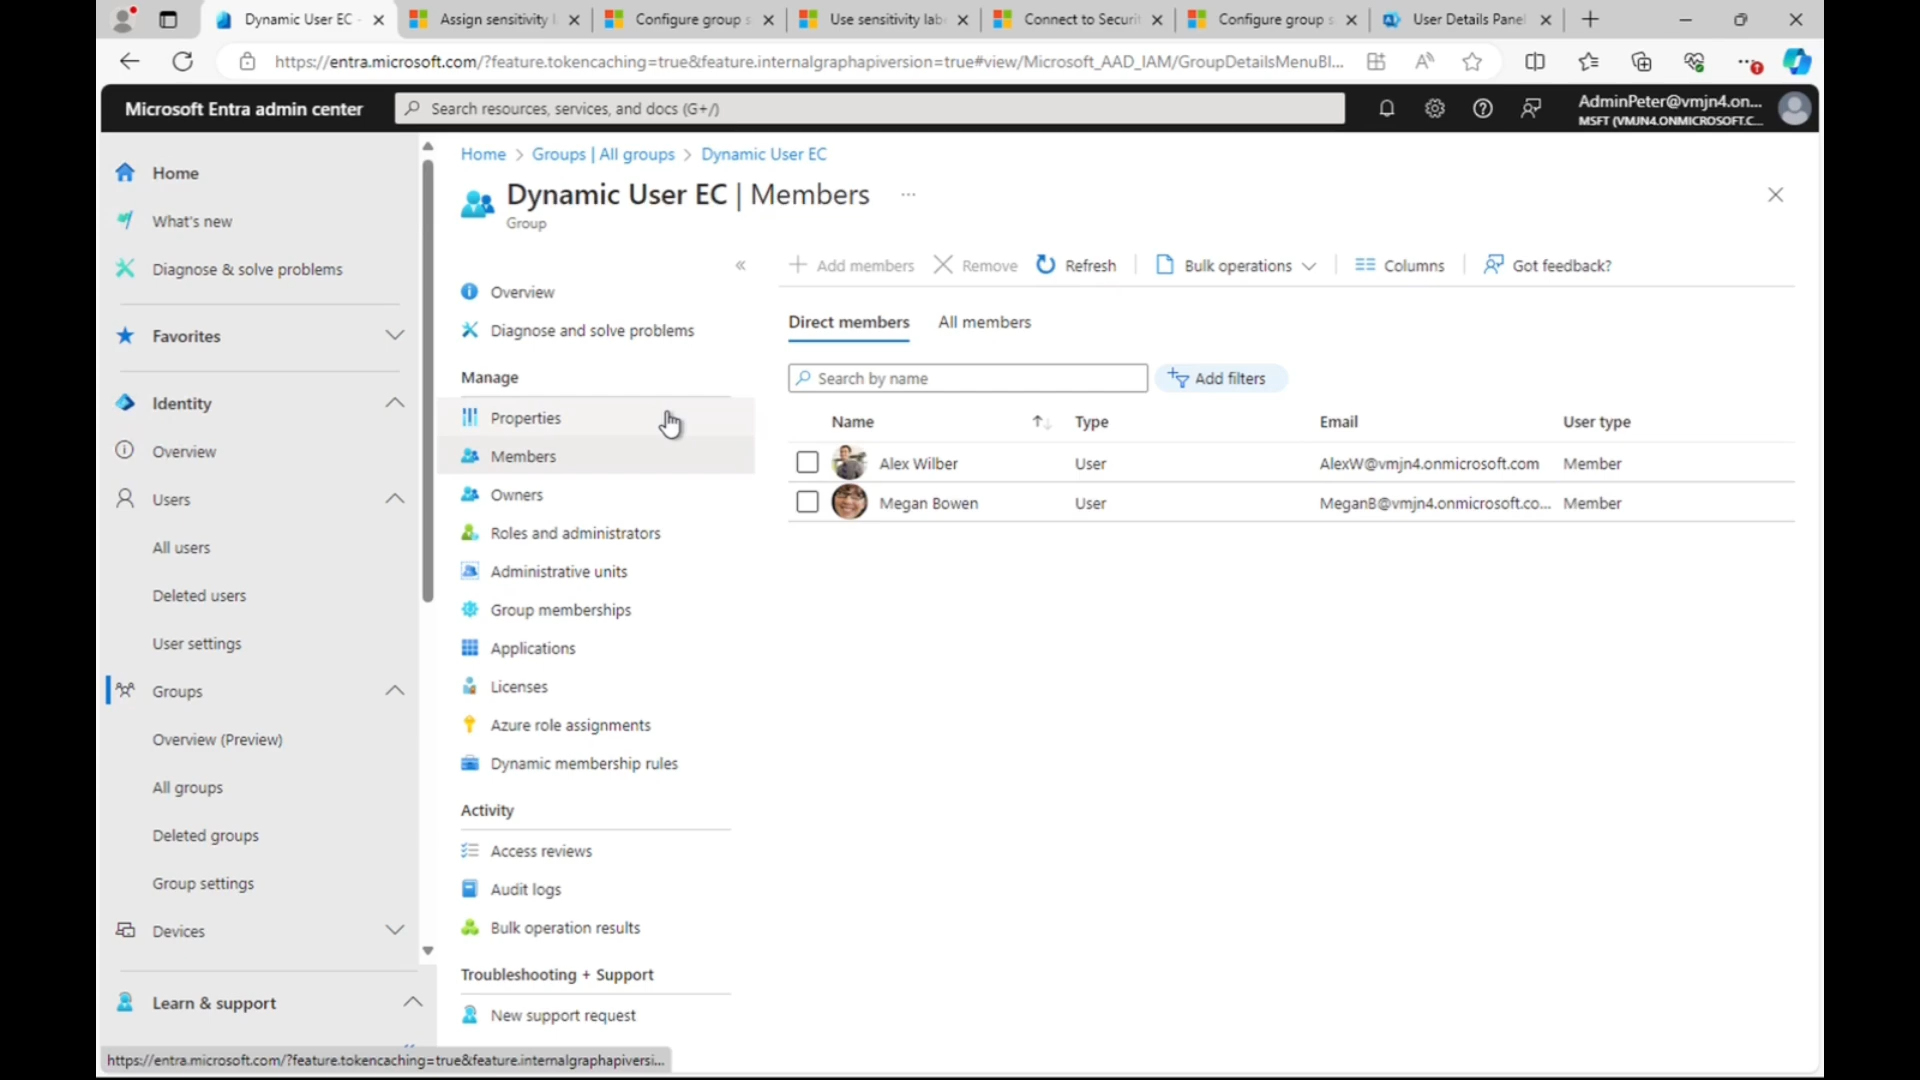 Dynamic User EC -
Assign sensitivity l
Configure group s
Use sensitivity lab
Connect to Securit
Configure group s
User Details Panel
https://entra.microsoft.com/?feature.tokencaching=true&feature.internalgraphapiversion=true#view/Microsoft_AAD_IAM/GroupDetailsMenuBl...
Microsoft Entra admin center
Search resources, services, and docs (G+/)
AdminPeter@vmjn4.on...
MSFT (VMJN4.ONMICROSOFT.C...
Home
What's new
Diagnose & solve problems
Favorites
Identity
Overview
Users
All users
Deleted users
User settings
Groups
Overview (Preview)
All groups
Deleted groups
Group settings
Devices
Learn & support
Home > Groups | All groups > Dynamic User EC
Dynamic User EC | Members ...
Group
Overview
Diagnose and solve problems
Manage
Properties
Members
Owners
Roles and administrators
Administrative units
Group memberships
Applications
Licenses
Azure role assignments
Dynamic membership rules
Activity
Access reviews
Audit logs
Bulk operation results
Troubleshooting + Support
New support request
Add members Remove Refresh Bulk operations Columns Got feedback?
Direct members All members
Search by name Add filters
Name Type Email User type
Alex Wilber User AlexW@vmjn4.onmicrosoft.com Member
Megan Bowen User MeganB@vmjn4.onmicrosoft.co... Member
https://entra.microsoft.com/?feature.tokencaching=true&feature.internalgraphapiversi...